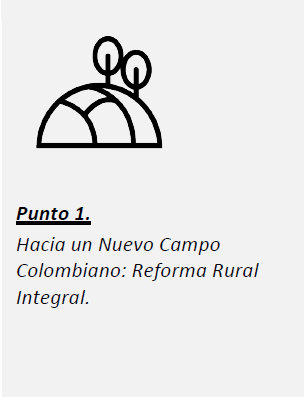 Punto 1.
Hacia un Nuevo Campo
Colombiano: Reforma Rural
Integral.